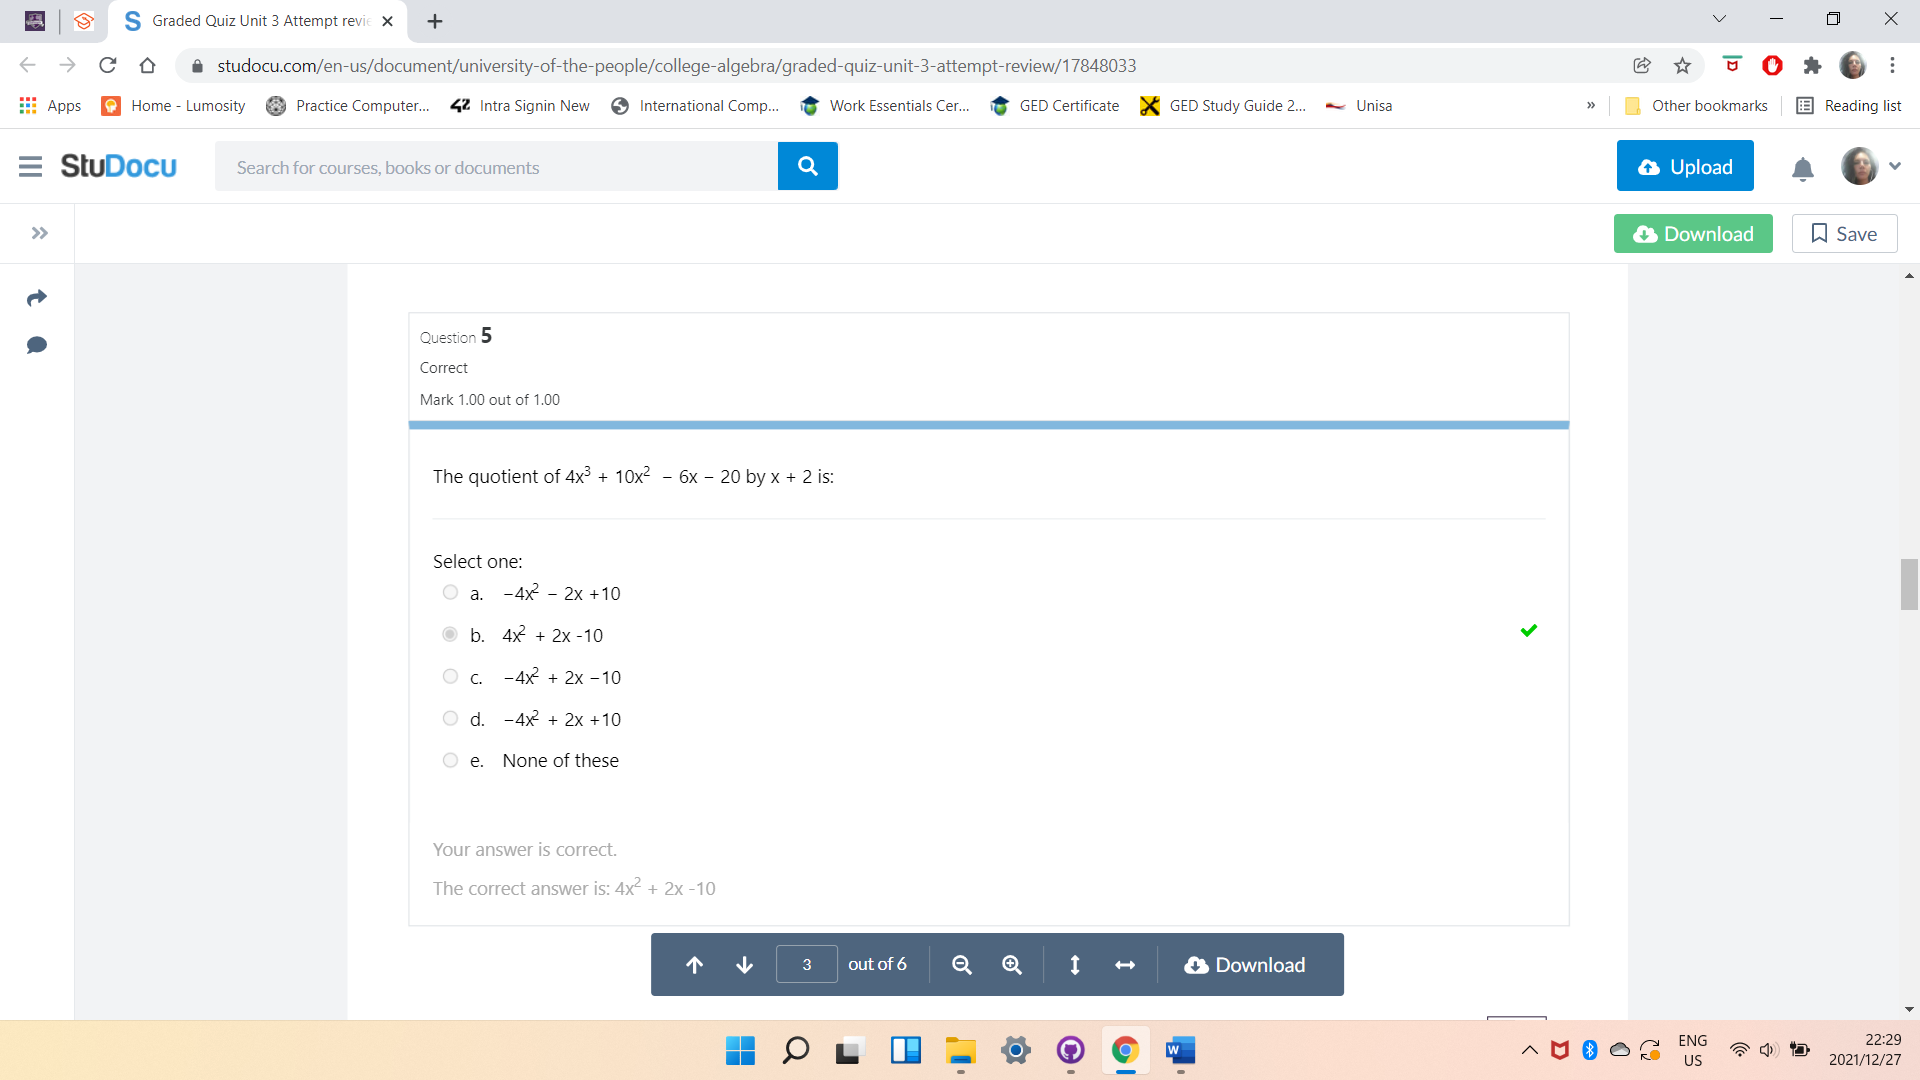 Graded Quiz Unit 3 Attempt revie
studocu.com/en-us/document/university-of-the-people/college-algebra/graded-quiz-unit-3-attempt-review/17848033
Apps Home - Lumosity Practice Computer... Intra Signin New International Comp... Work Essentials Cer... GED Certificate GED Study Guide 2... Unisa » Other bookmarks Reading list
StuDocu Search for courses, books or documents Upload
Download Save
Question 5
Correct
Mark 1.00 out of 1.00
The quotient of 4x³ + 10x² − 6x − 20 by x + 2 is:
Select one:
a. −4x² − 2x +10
b. 4x² + 2x -10
c. −4x² + 2x −10
d. −4x² + 2x +10
e. None of these
Your answer is correct.
The correct answer is: 4x² + 2x -10
3 out of 6 Download
ENG
US
22:29
2021/12/27